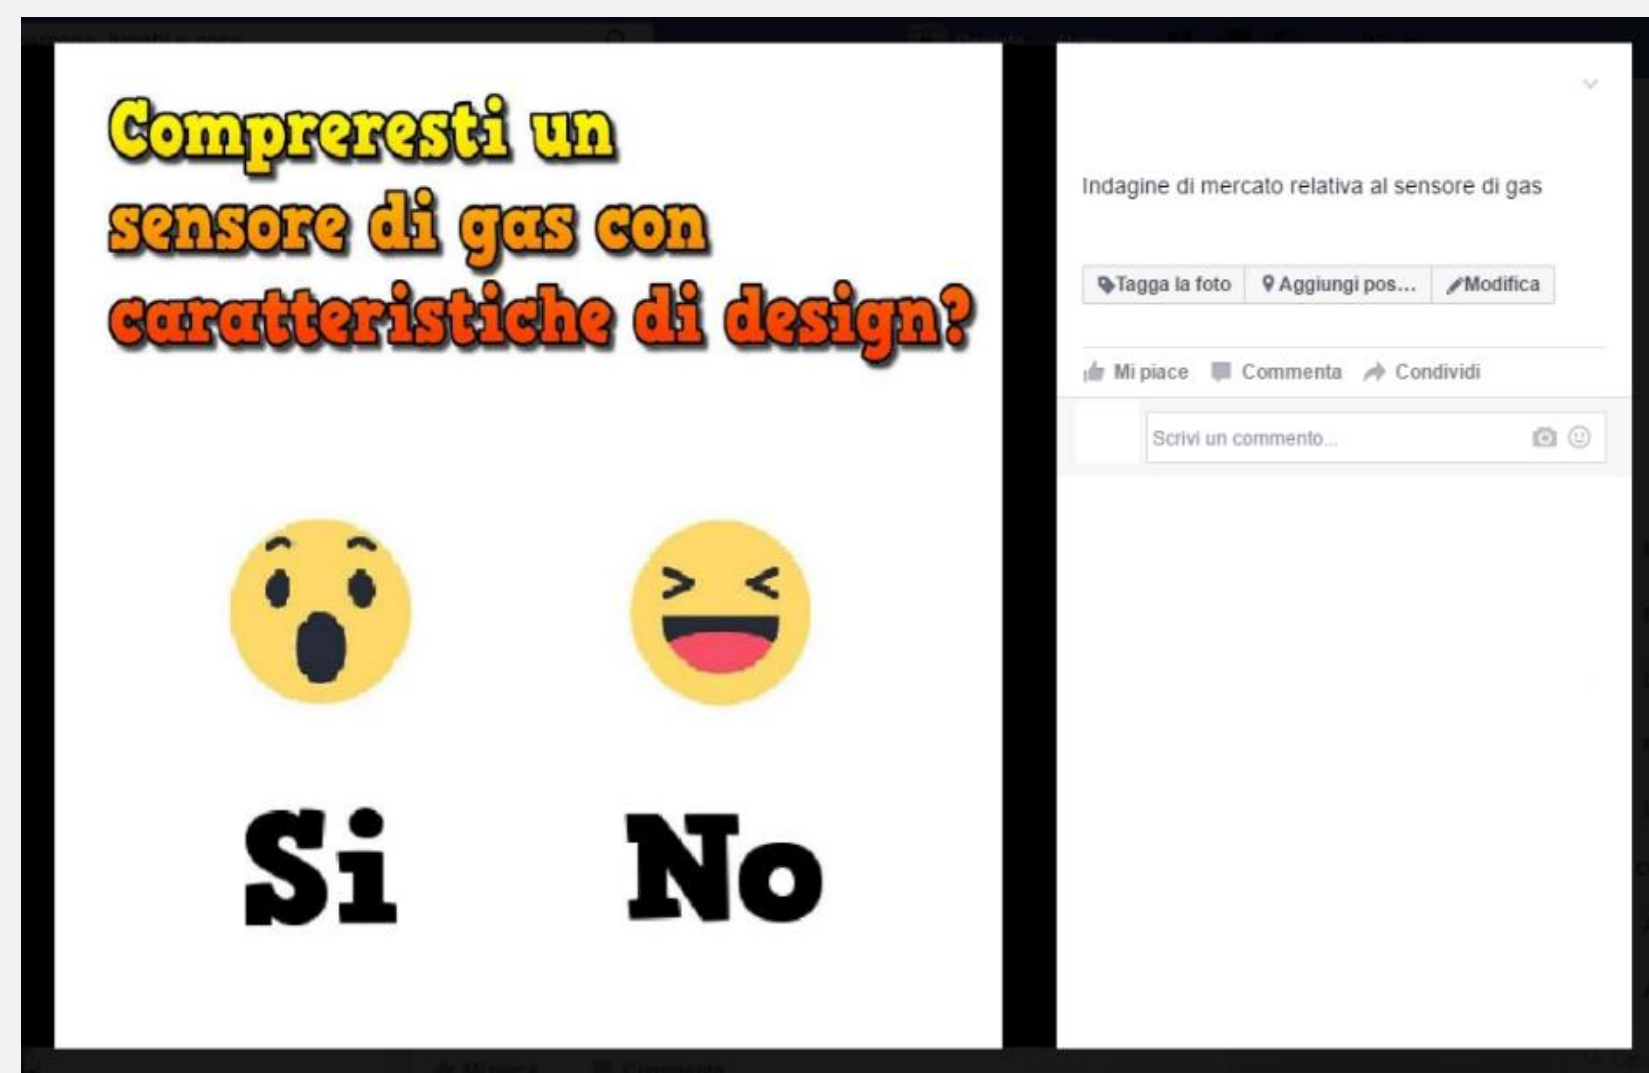 Compreresti un
sensore di gas con
caratteristiche di design?
Si
No
Indagine di mercato relativa al sensore di gas
Tagga la foto
Aggiungi pos...
Modifica
Mi piace
Commenta
Condividi
Scrivi un commento...